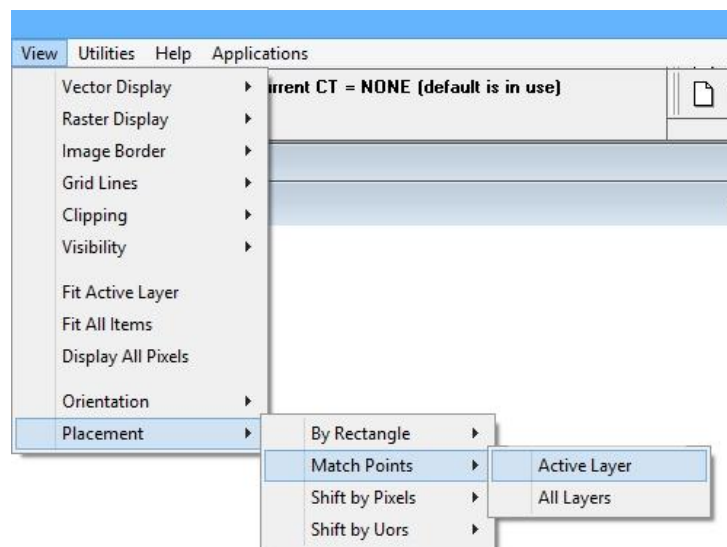 View Utilities Help Applications
Vector Display
rrent CT = NONE (default is in use)
Raster Display
Image Border
Grid Lines
Clipping
Visibility
Fit Active Layer
Fit All Items
Display All Pixels
Orientation
Placement
By Rectangle
Match Points
Active Layer
Shift by Pixels
All Layers
Shift by Uors